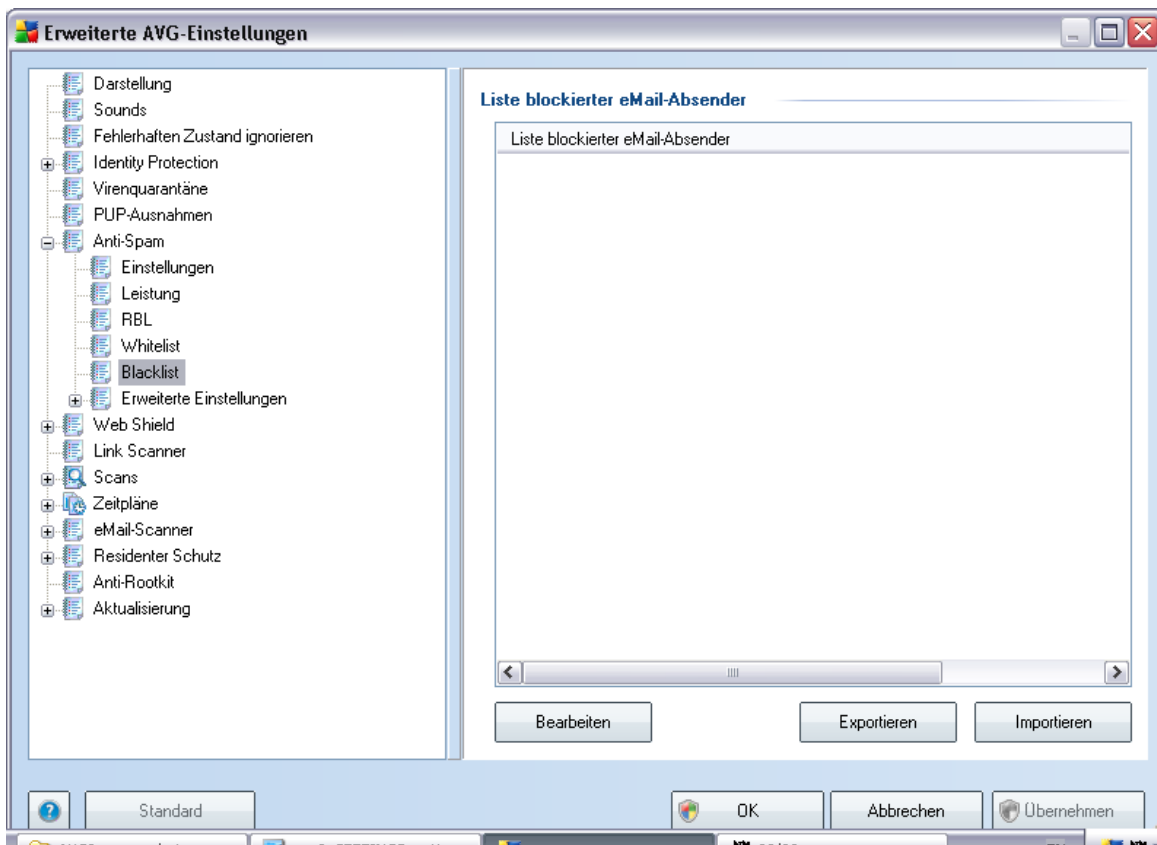 Erweiterte AVG-Einstellungen
Darstellung
Sounds
Fehlerhaften Zustand ignorieren
Identity Protection
Virenquarantäne
PUP-Ausnahmen
Anti-Spam
Einstellungen
Leistung
RBL
Whitelist
Blacklist
Erweiterte Einstellungen
Web Shield
Link Scanner
Scans
Zeitpläne
eMail-Scanner
Residenter Schutz
Anti-Rootkit
Aktualisierung
Liste blockierter eMail-Absender
Liste blockierter eMail-Absender
Bearbeiten
Exportieren
Importieren
Standard
OK
Abbrechen
Übernehmen